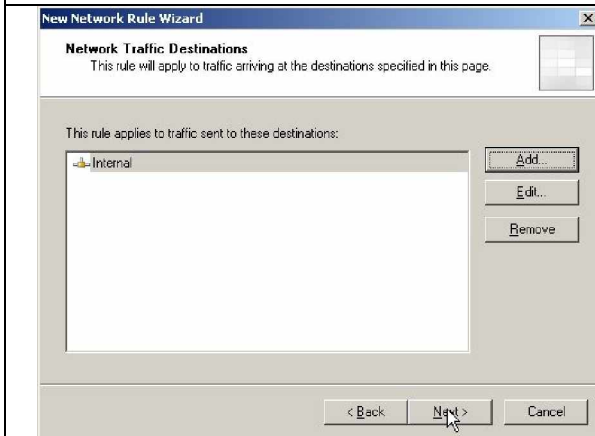 New Network Rule Wizard
Network Traffic Destinations
This rule will apply to traffic arriving at the destinations specified in this page.
This rule applies to traffic sent to these destinations:
Internal
Add...
Edit...
Remove
< Back
Next >
Cancel